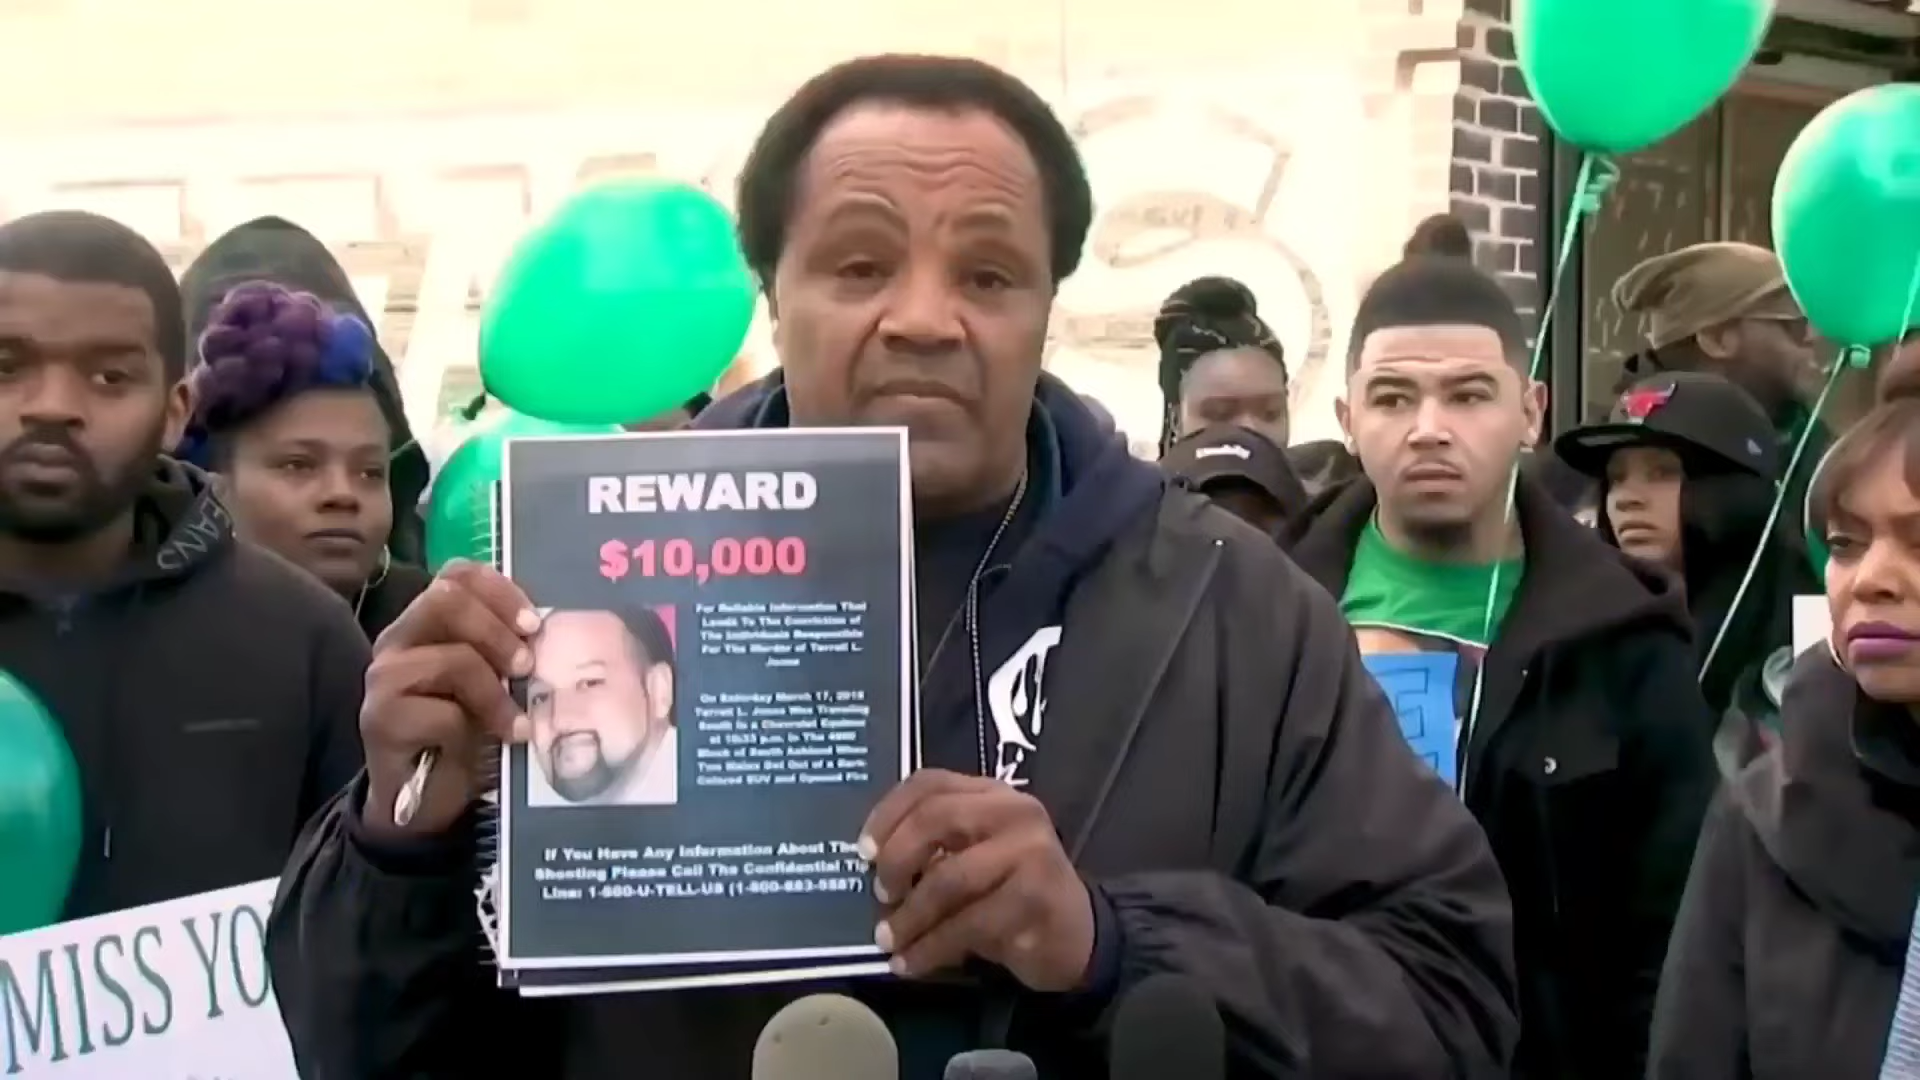 REWARD
$10,000
For Reliable Information That
Leads To The Conviction of
The Individuals Responsible
For The Murder of Terrell L.
Jones
On Saturday March 17, 2018
Terrell L. Jones Was Traveling
South in a Chevrolet Equinox
at 10:33 p.m. in The 4900
Block of South Ashland When
Two Males Got Out of a Dark-
Colored SUV and Opened Fire
If You Have Any Information About The
Shooting Please Call The Confidential Tip
Line: 1-800-U-TELL-US (1-800-883-5587)
MISS YO
EANS
Daddy